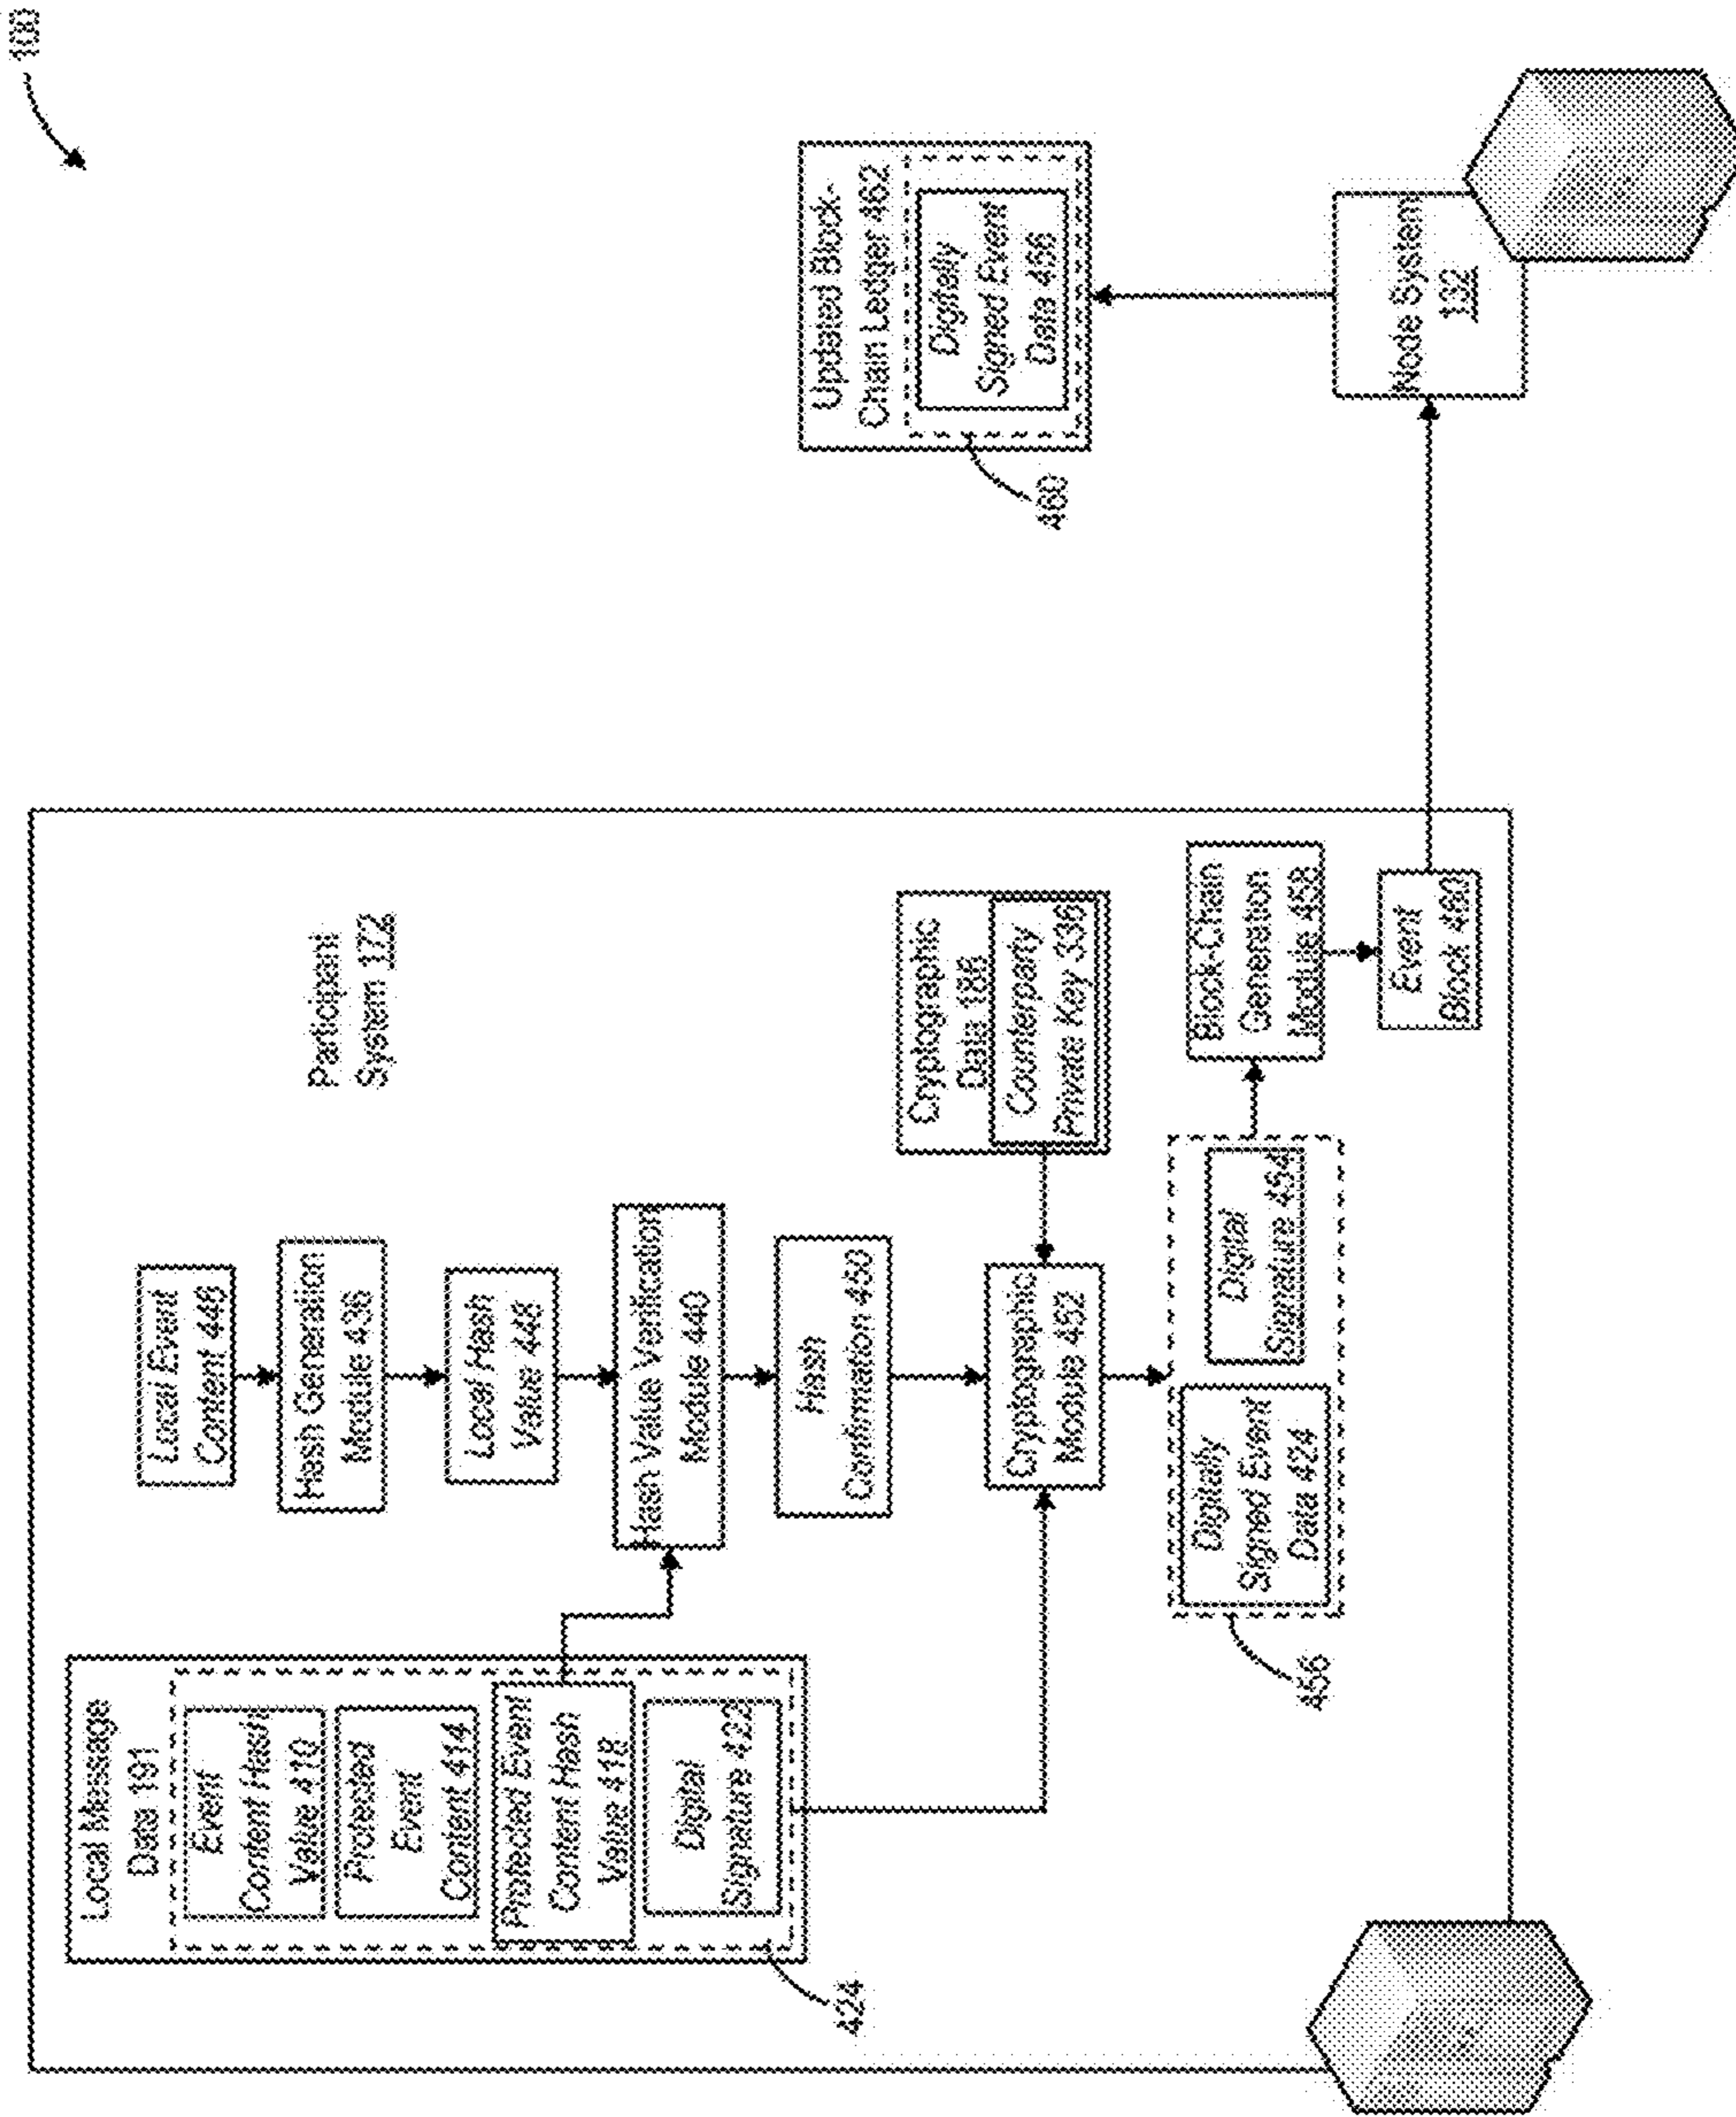 100
Participant
System 172
Local Message
Data 191
Event
Content Hash
Value 410
Protected
Event
Content 414
Protected Event
Content Hash
Value 418
Digital
Signature 422
424
Local Event
Content 446
Hash Generation
Module 436
Local Hash
Value 448
Hash Value Verification
Module 440
Hash
Confirmation 450
Cryptographic
Data 188
Counterparty
Private Key 336
Cryptographic
Module 452
Digitally
Signed Event
Data 424
Digital
Signature 454
456
Block-Chain
Generation
Module 458
Event
Block 460
Node System
132
Updated Block-
Chain Ledger 462
Digitally
Signed Event
Data 456
460